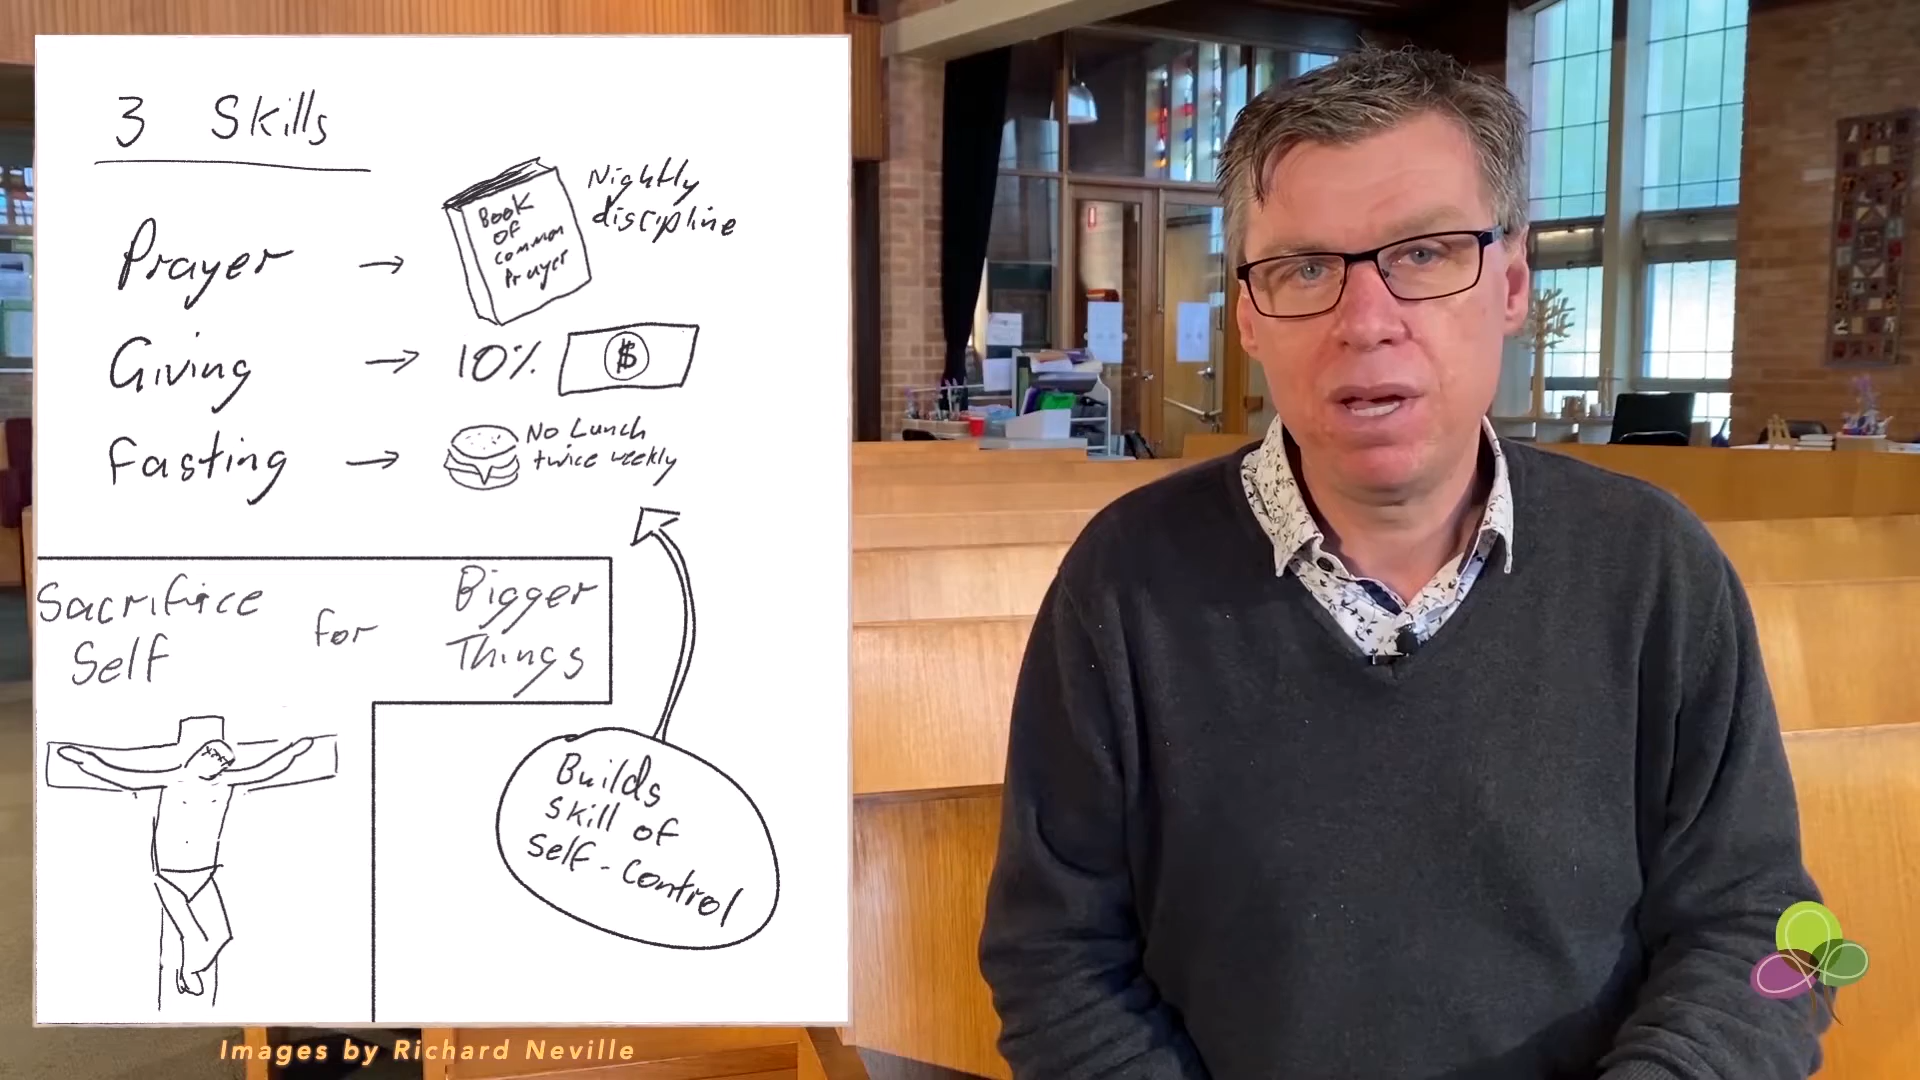 3 Skills
Prayer → Book of common Prayer Nightly discipline
Giving → 10% $
Fasting → No Lunch twice weekly
Sacrifice Self for Bigger Things
Builds
skill of
self-control
Images by Richard Neville